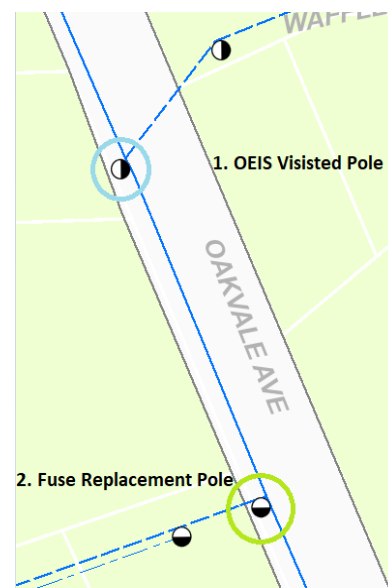 WAFFLE
1. OEIS Visisted Pole
OAKVALE AVE
2. Fuse Replacement Pole